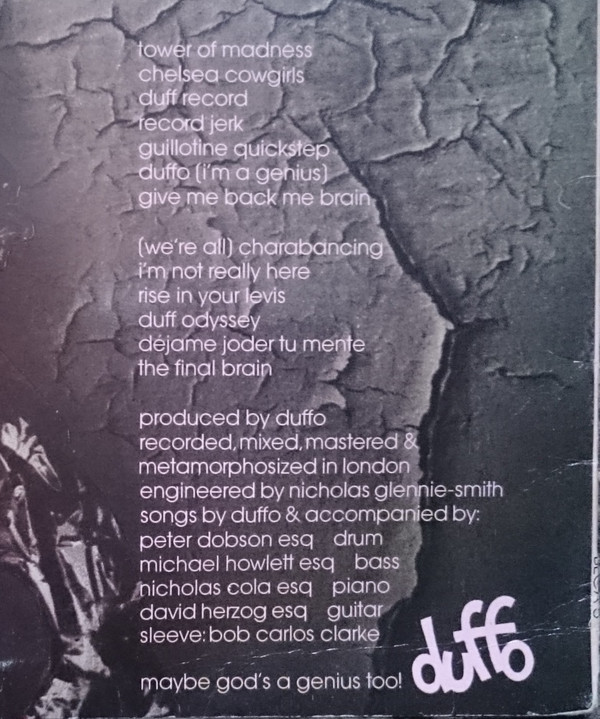 tower of madness
chelsea cowgirls
duff record
record jerk
guillotine quickstep
duffo (i'm a genius)
give me back me brain
(we're all) charabancing
i'm not really here
rise in your levis
duff odyssey
déjame joder tu mente
the final brain
produced by duffo
recorded, mixed, mastered &
metamorphosized in london
engineered by nicholas glennie-smith
songs by duffo & accompanied by:
peter dobson esq drum
michael howlett esq bass
nicholas cola esq piano
david herzog esq guitar
sleeve: bob carlos clarke
maybe god's a genius too!
duffo